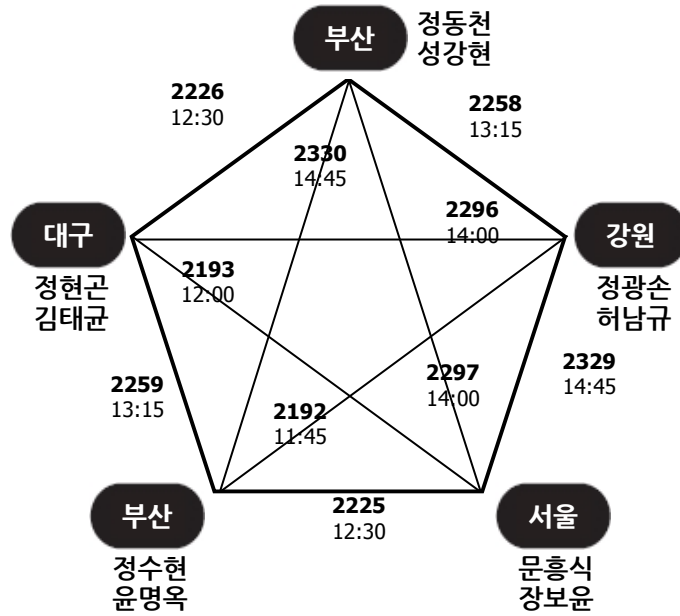 부산
정동천
성강현
2226
12:30
2258
13:15
2330
14:45
2296
14:00
대구
정현곤
김태균
강원
정광손
허남규
2193
12:00
2259
13:15
2192
11:45
2297
14:00
2329
14:45
부산
정수현
윤명옥
2225
12:30
서울
문흥식
장보윤